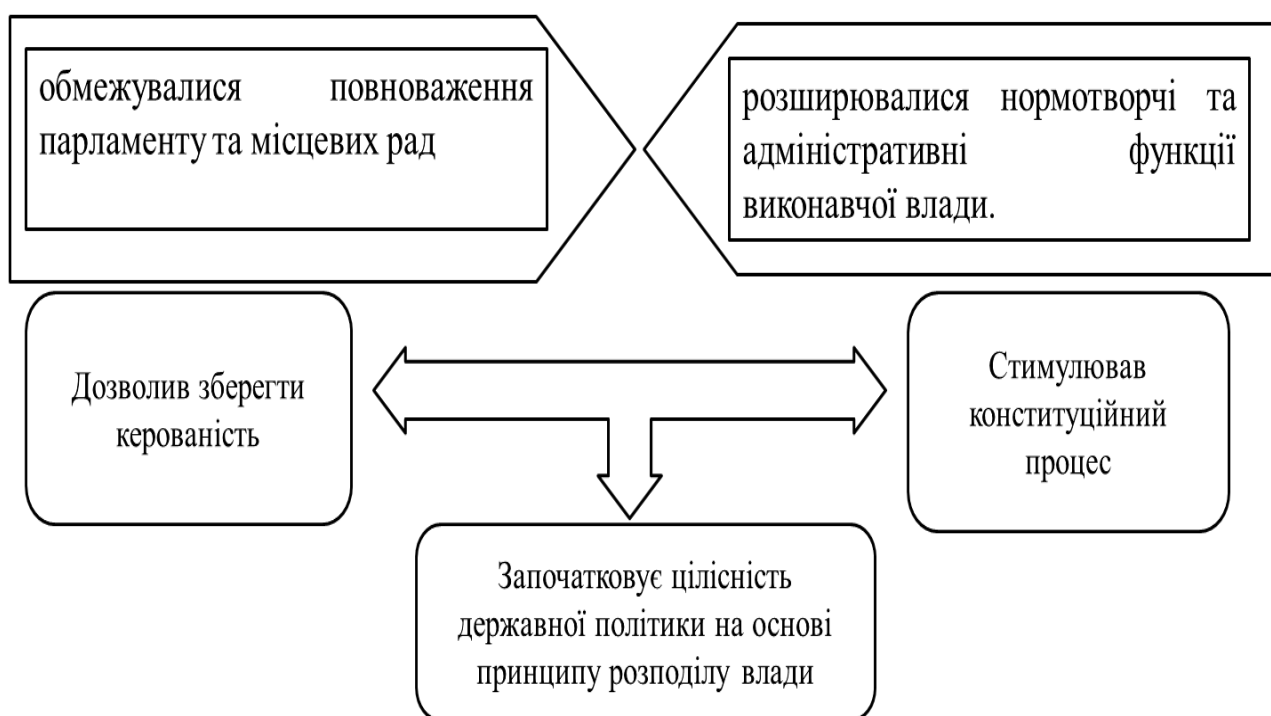 обмежувалися повноваження
парламенту та місцевих рад
розширювалися нормотворчі та
адміністративні функції
виконавчої влади.
Дозволив зберегти
керованість
Стимулював
конституційний
процес
Започатковує цілісність
державної політики на основі
принципу розподілу влади